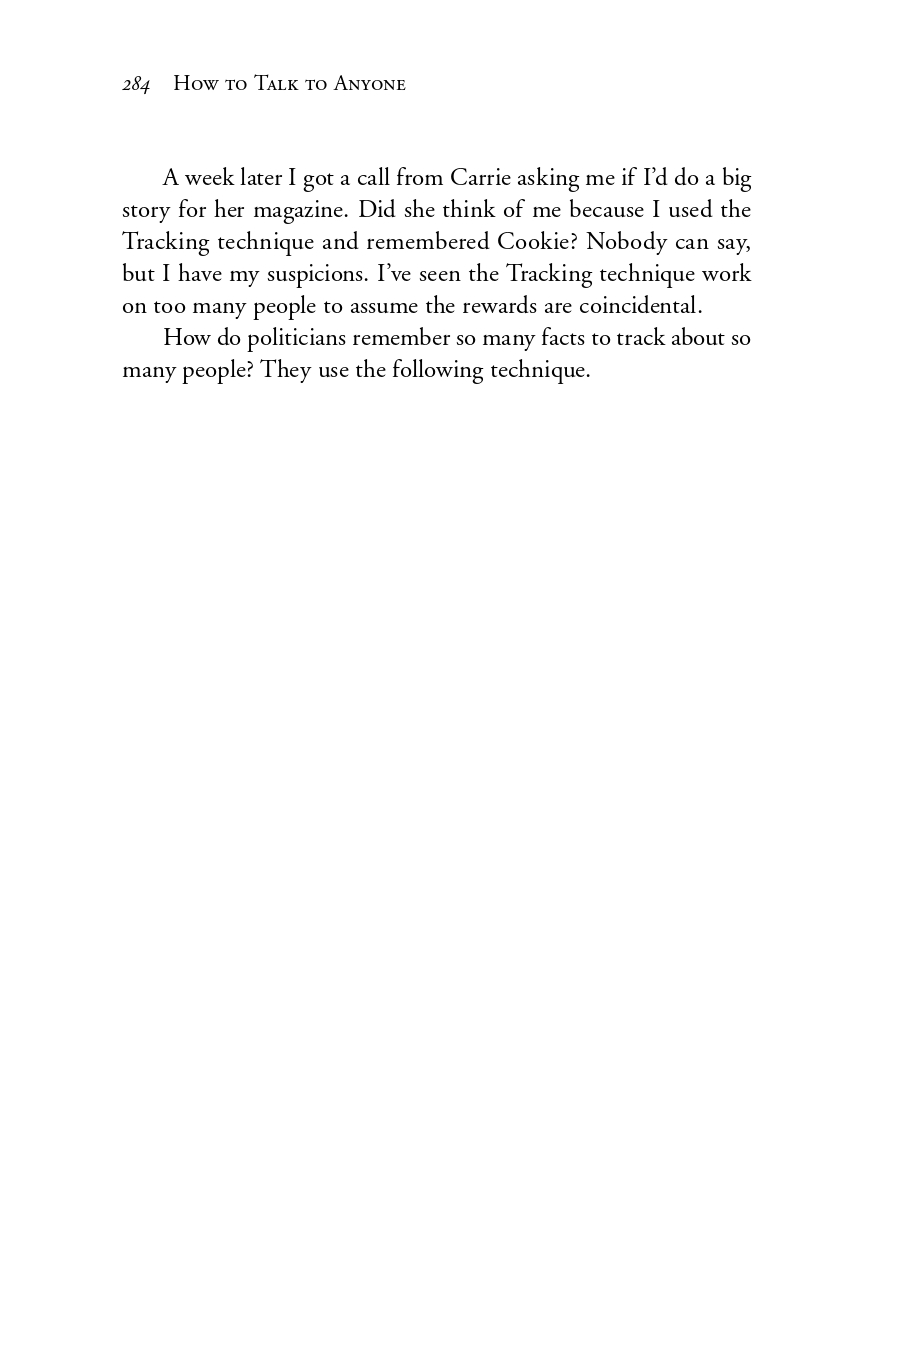 284 How to Talk to Anyone
A week later I got a call from Carrie asking me if I’d do a big
story for her magazine. Did she think of me because I used the
Tracking technique and remembered Cookie? Nobody can say,
but I have my suspicions. I’ve seen the Tracking technique work
on too many people to assume the rewards are coincidental.
How do politicians remember so many facts to track about so
many people? They use the following technique.